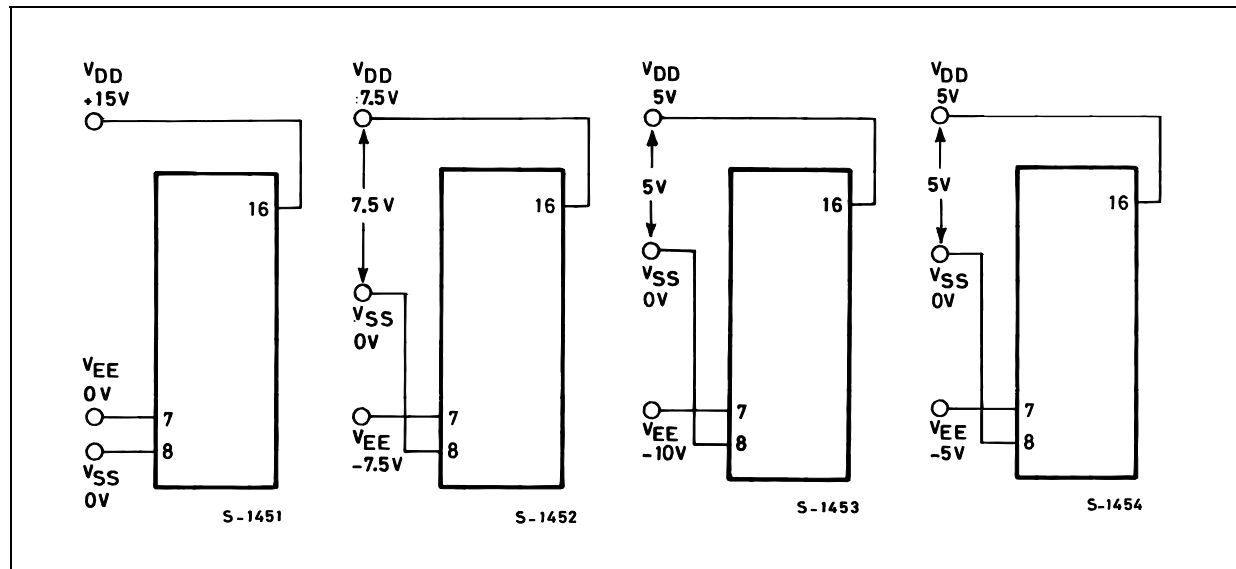 VDD
+15V
16
VEE
0V
7
8
VSS
0V
S-1451
VDD
7.5V
7.5 V
16
VSS
0V
7
VEE
-7.5V
8
S-1452
VDD
5V
5V
16
VSS
0V
7
VEE
-10V
8
S-1453
VDD
5V
5V
16
VSS
0V
7
VEE
-5V
8
S-1454